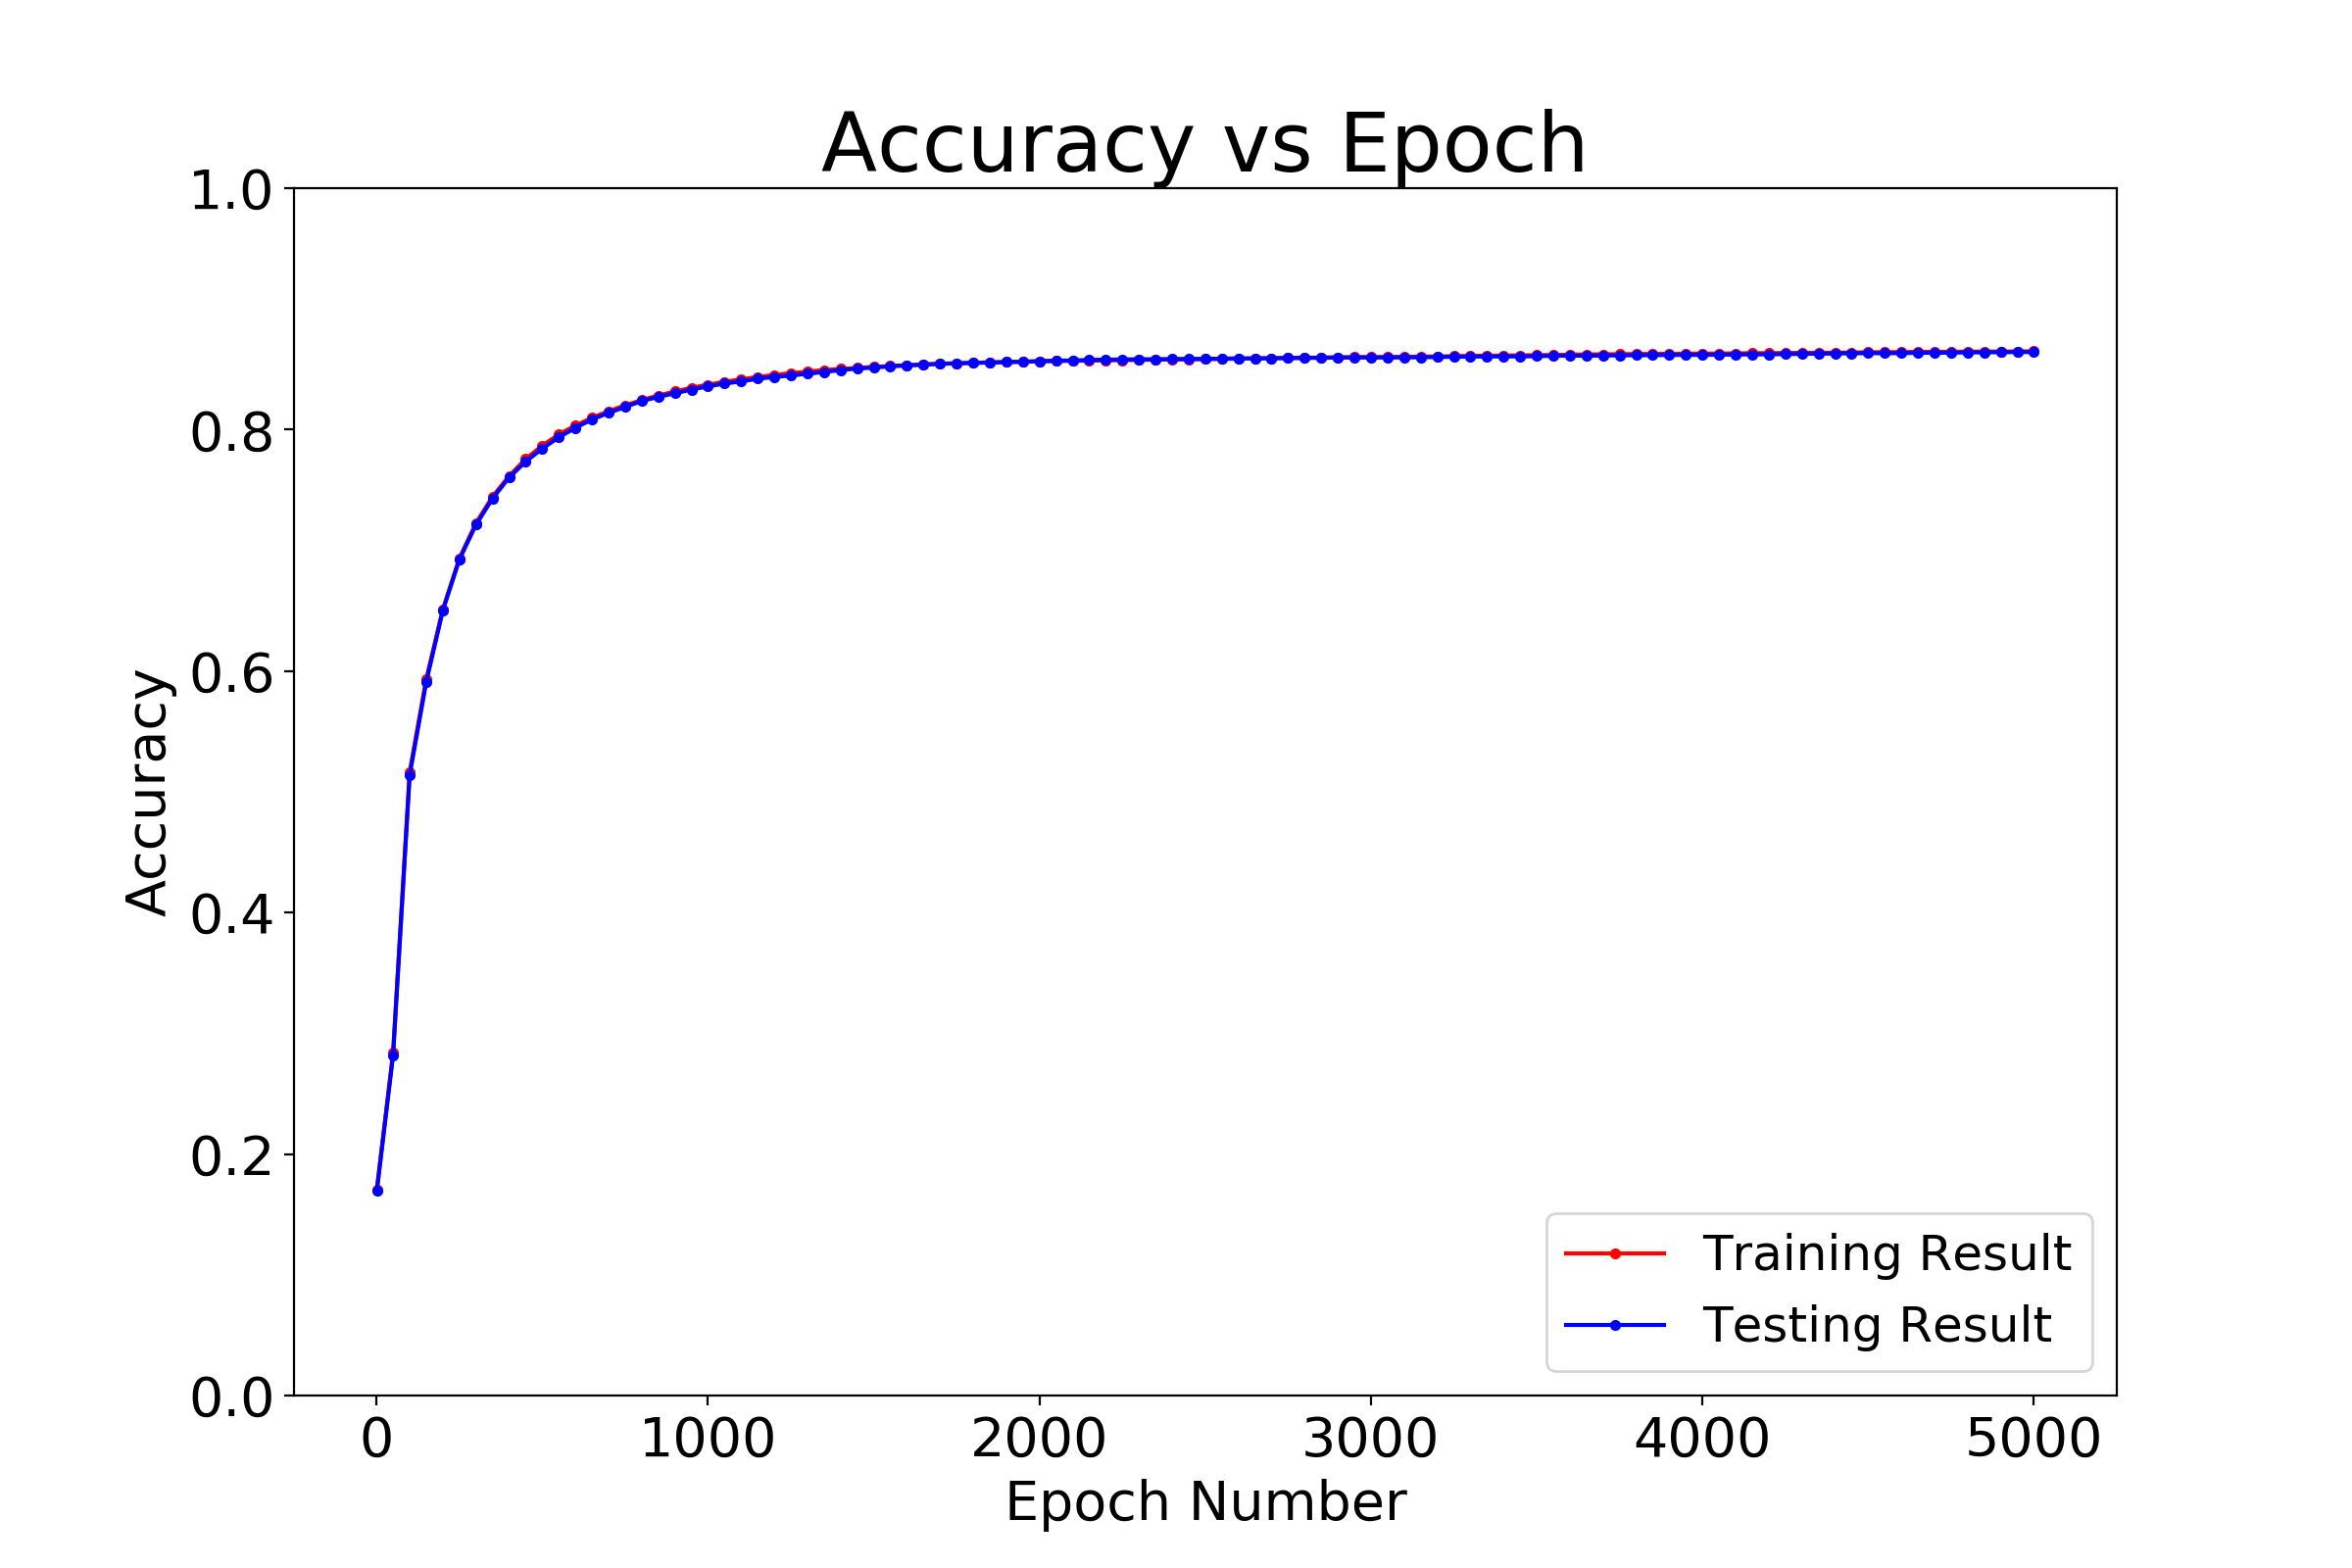 Accuracy vs Epoch
1.0
0.8
0.6
0.4
0.2
0.0
Accuracy
0 1000 2000 3000 4000 5000
Epoch Number
Training Result
Testing Result